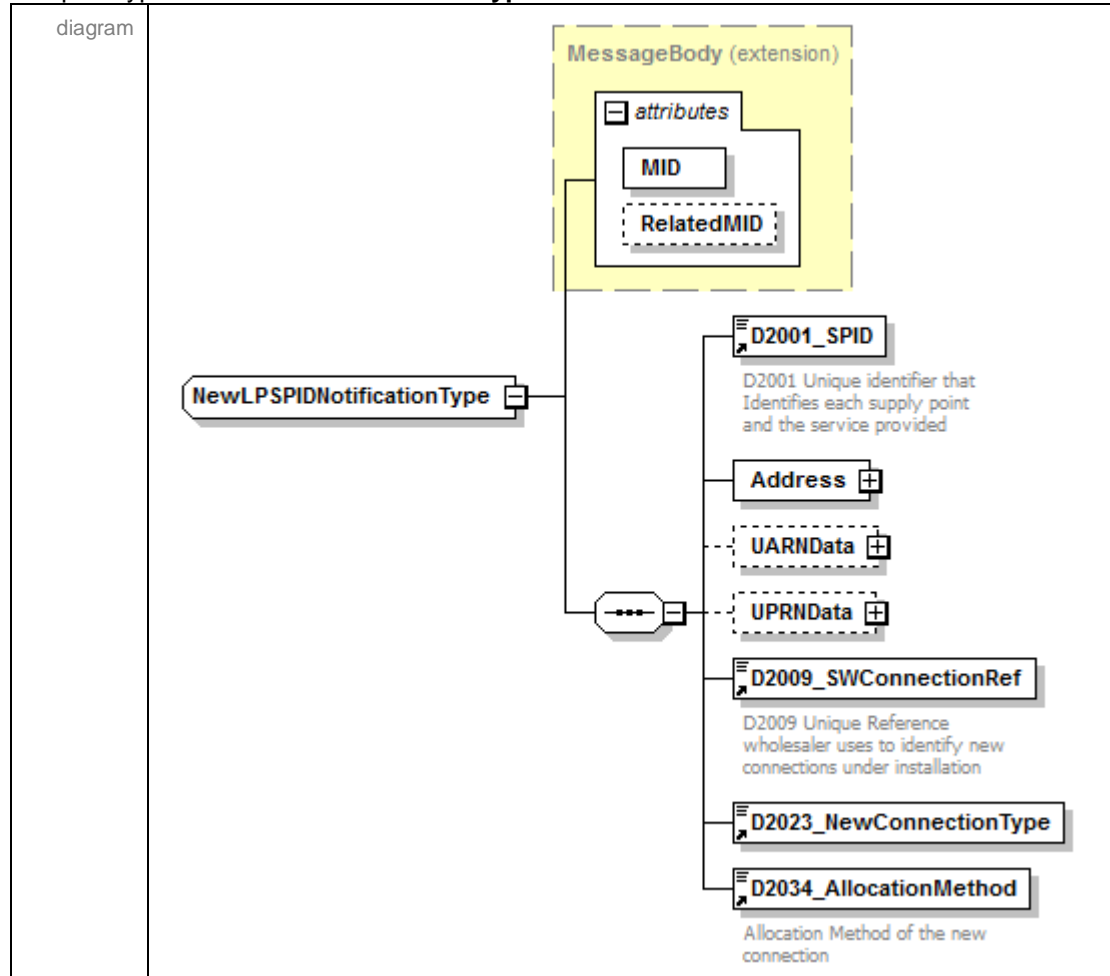 diagram
MessageBody (extension)
attributes
MID
RelatedMID
NewLPSPIDNotificationType
D2001_SPID
D2001 Unique identifier that
Identifies each supply point
and the service provided
Address
UARNData
UPRNData
D2009_SWConnectionRef
D2009 Unique Reference
wholesaler uses to identify new
connections under installation
D2023_NewConnectionType
D2034_AllocationMethod
Allocation Method of the new
connection